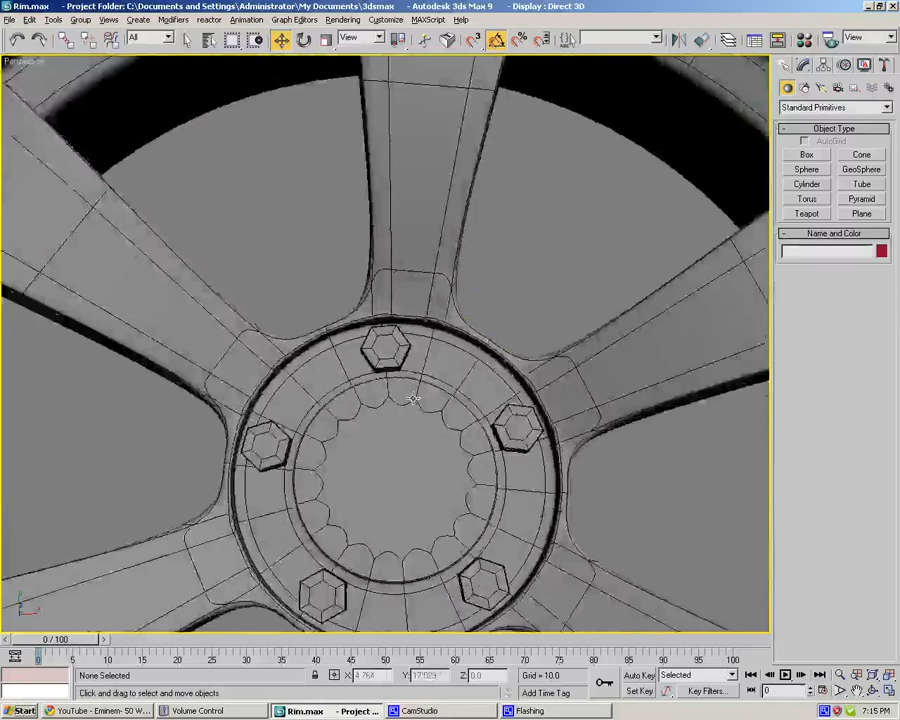 Rim.max - Project Folder: C:\Documents and Settings\Administrator\My Documents\3dsmax - Autodesk 3ds Max 9 - Display : Direct 3D
File Edit Tools Group Views Create Modifiers reactor Animation Graph Editors Rendering Customize MAXScript Help
All View View
Perspective
Standard Primitives
- Object Type
AutoGrid
Box Cone
Sphere GeoSphere
Cylinder Tube
Torus Pyramid
Teapot Plane
- Name and Color
< 0 / 100 >
0 5 10 15 20 25 30 35 40 45 50 55 60 65 70 75 80 85 90 95 100
None Selected X: 4.764 Y: Z: 0.0 Grid = 10.0 Auto Key Selected
Click and drag to select and move objects Add Time Tag Set Key Key Filters... 0
Start YouTube - Eminem- 50 W... Volume Control Rim.max - Project ... CamStudio Flashing 7:15 PM